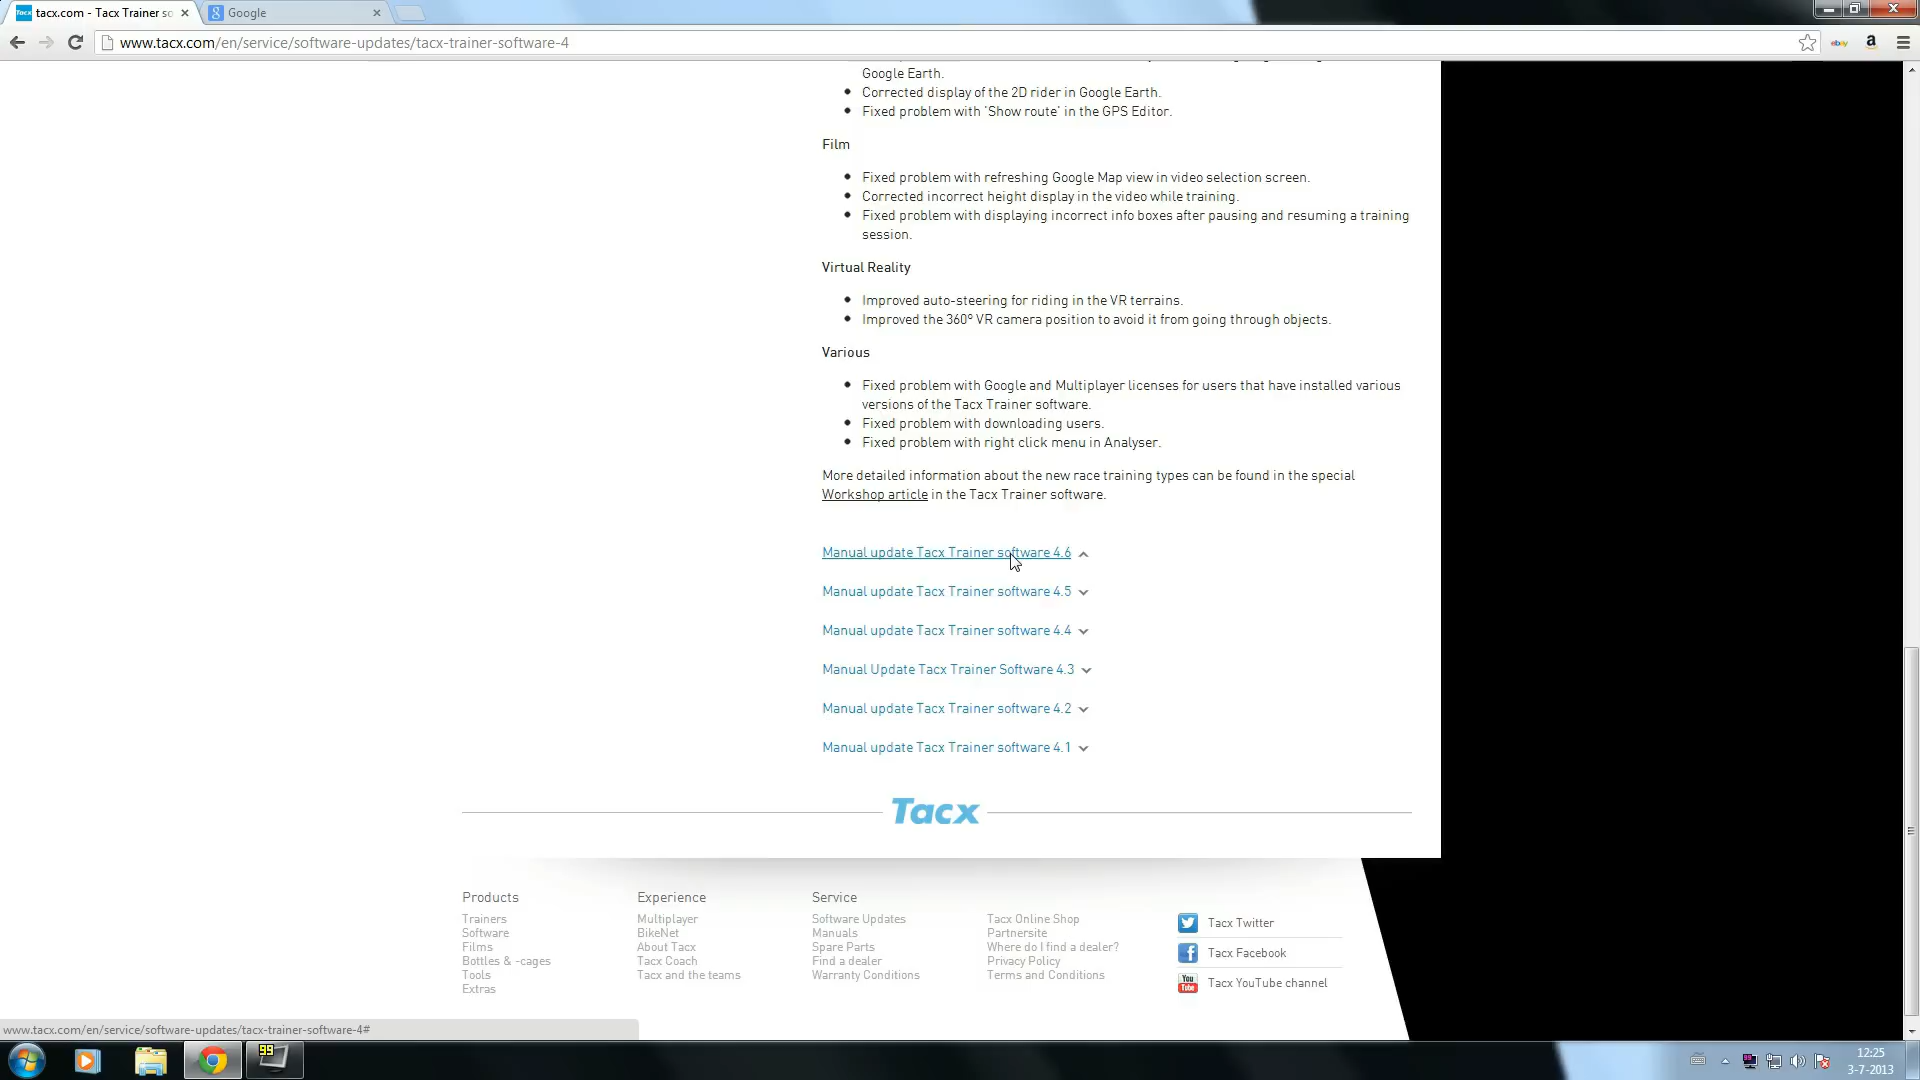 tacx.com - Tacx Trainer so
Google
www.tacx.com/en/service/software-updates/tacx-trainer-software-4
ebay
a
Google Earth.
Corrected display of the 2D rider in Google Earth.
Fixed problem with 'Show route' in the GPS Editor.
Film
Fixed problem with refreshing Google Map view in video selection screen.
Corrected incorrect height display in the video while training.
Fixed problem with displaying incorrect info boxes after pausing and resuming a training
session.
Virtual Reality
Improved auto-steering for riding in the VR terrains.
Improved the 360º VR camera position to avoid it from going through objects.
Various
Fixed problem with Google and Multiplayer licenses for users that have installed various
versions of the Tacx Trainer software.
Fixed problem with downloading users.
Fixed problem with right click menu in Analyser.
More detailed information about the new race training types can be found in the special
Workshop article in the Tacx Trainer software.
Manual update Tacx Trainer software 4.6
Manual update Tacx Trainer software 4.5
Manual update Tacx Trainer software 4.4
Manual Update Tacx Trainer Software 4.3
Manual update Tacx Trainer software 4.2
Manual update Tacx Trainer software 4.1
Tacx
Products
Trainers
Software
Films
Bottles & -cages
Tools
Extras
Experience
Multiplayer
BikeNet
About Tacx
Tacx Coach
Tacx and the teams
Service
Software Updates
Manuals
Spare Parts
Find a dealer
Warranty Conditions
Tacx Online Shop
Partnersite
Where do I find a dealer?
Privacy Policy
Terms and Conditions
Tacx Twitter
Tacx Facebook
You Tube
Tacx YouTube channel
www.tacx.com/en/service/software-updates/tacx-trainer-software-4#
99
12:25
3-7-2013